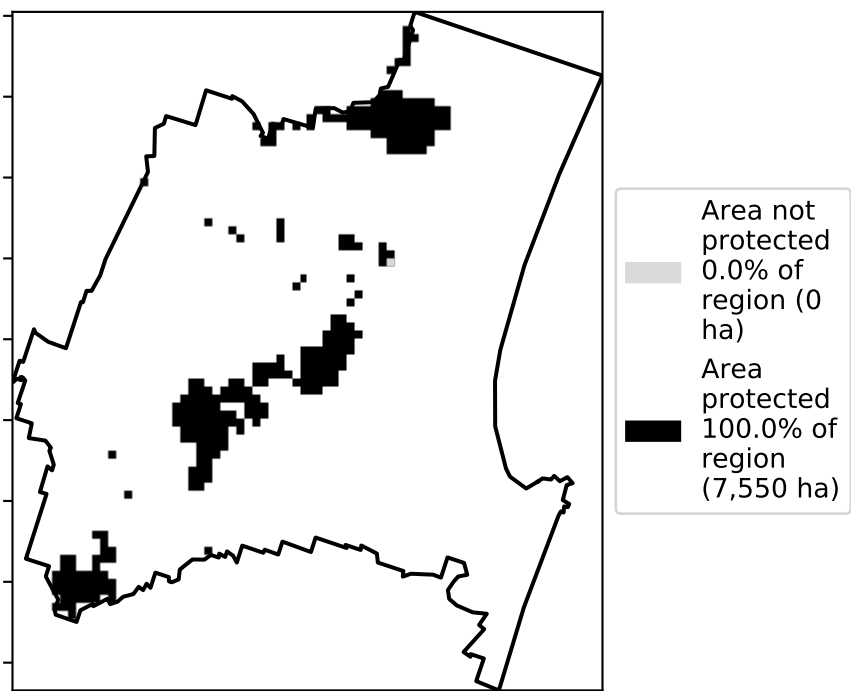 Area not
protected
0.0% of
region (0
ha)
Area
protected
100.0% of
region
(7,550 ha)